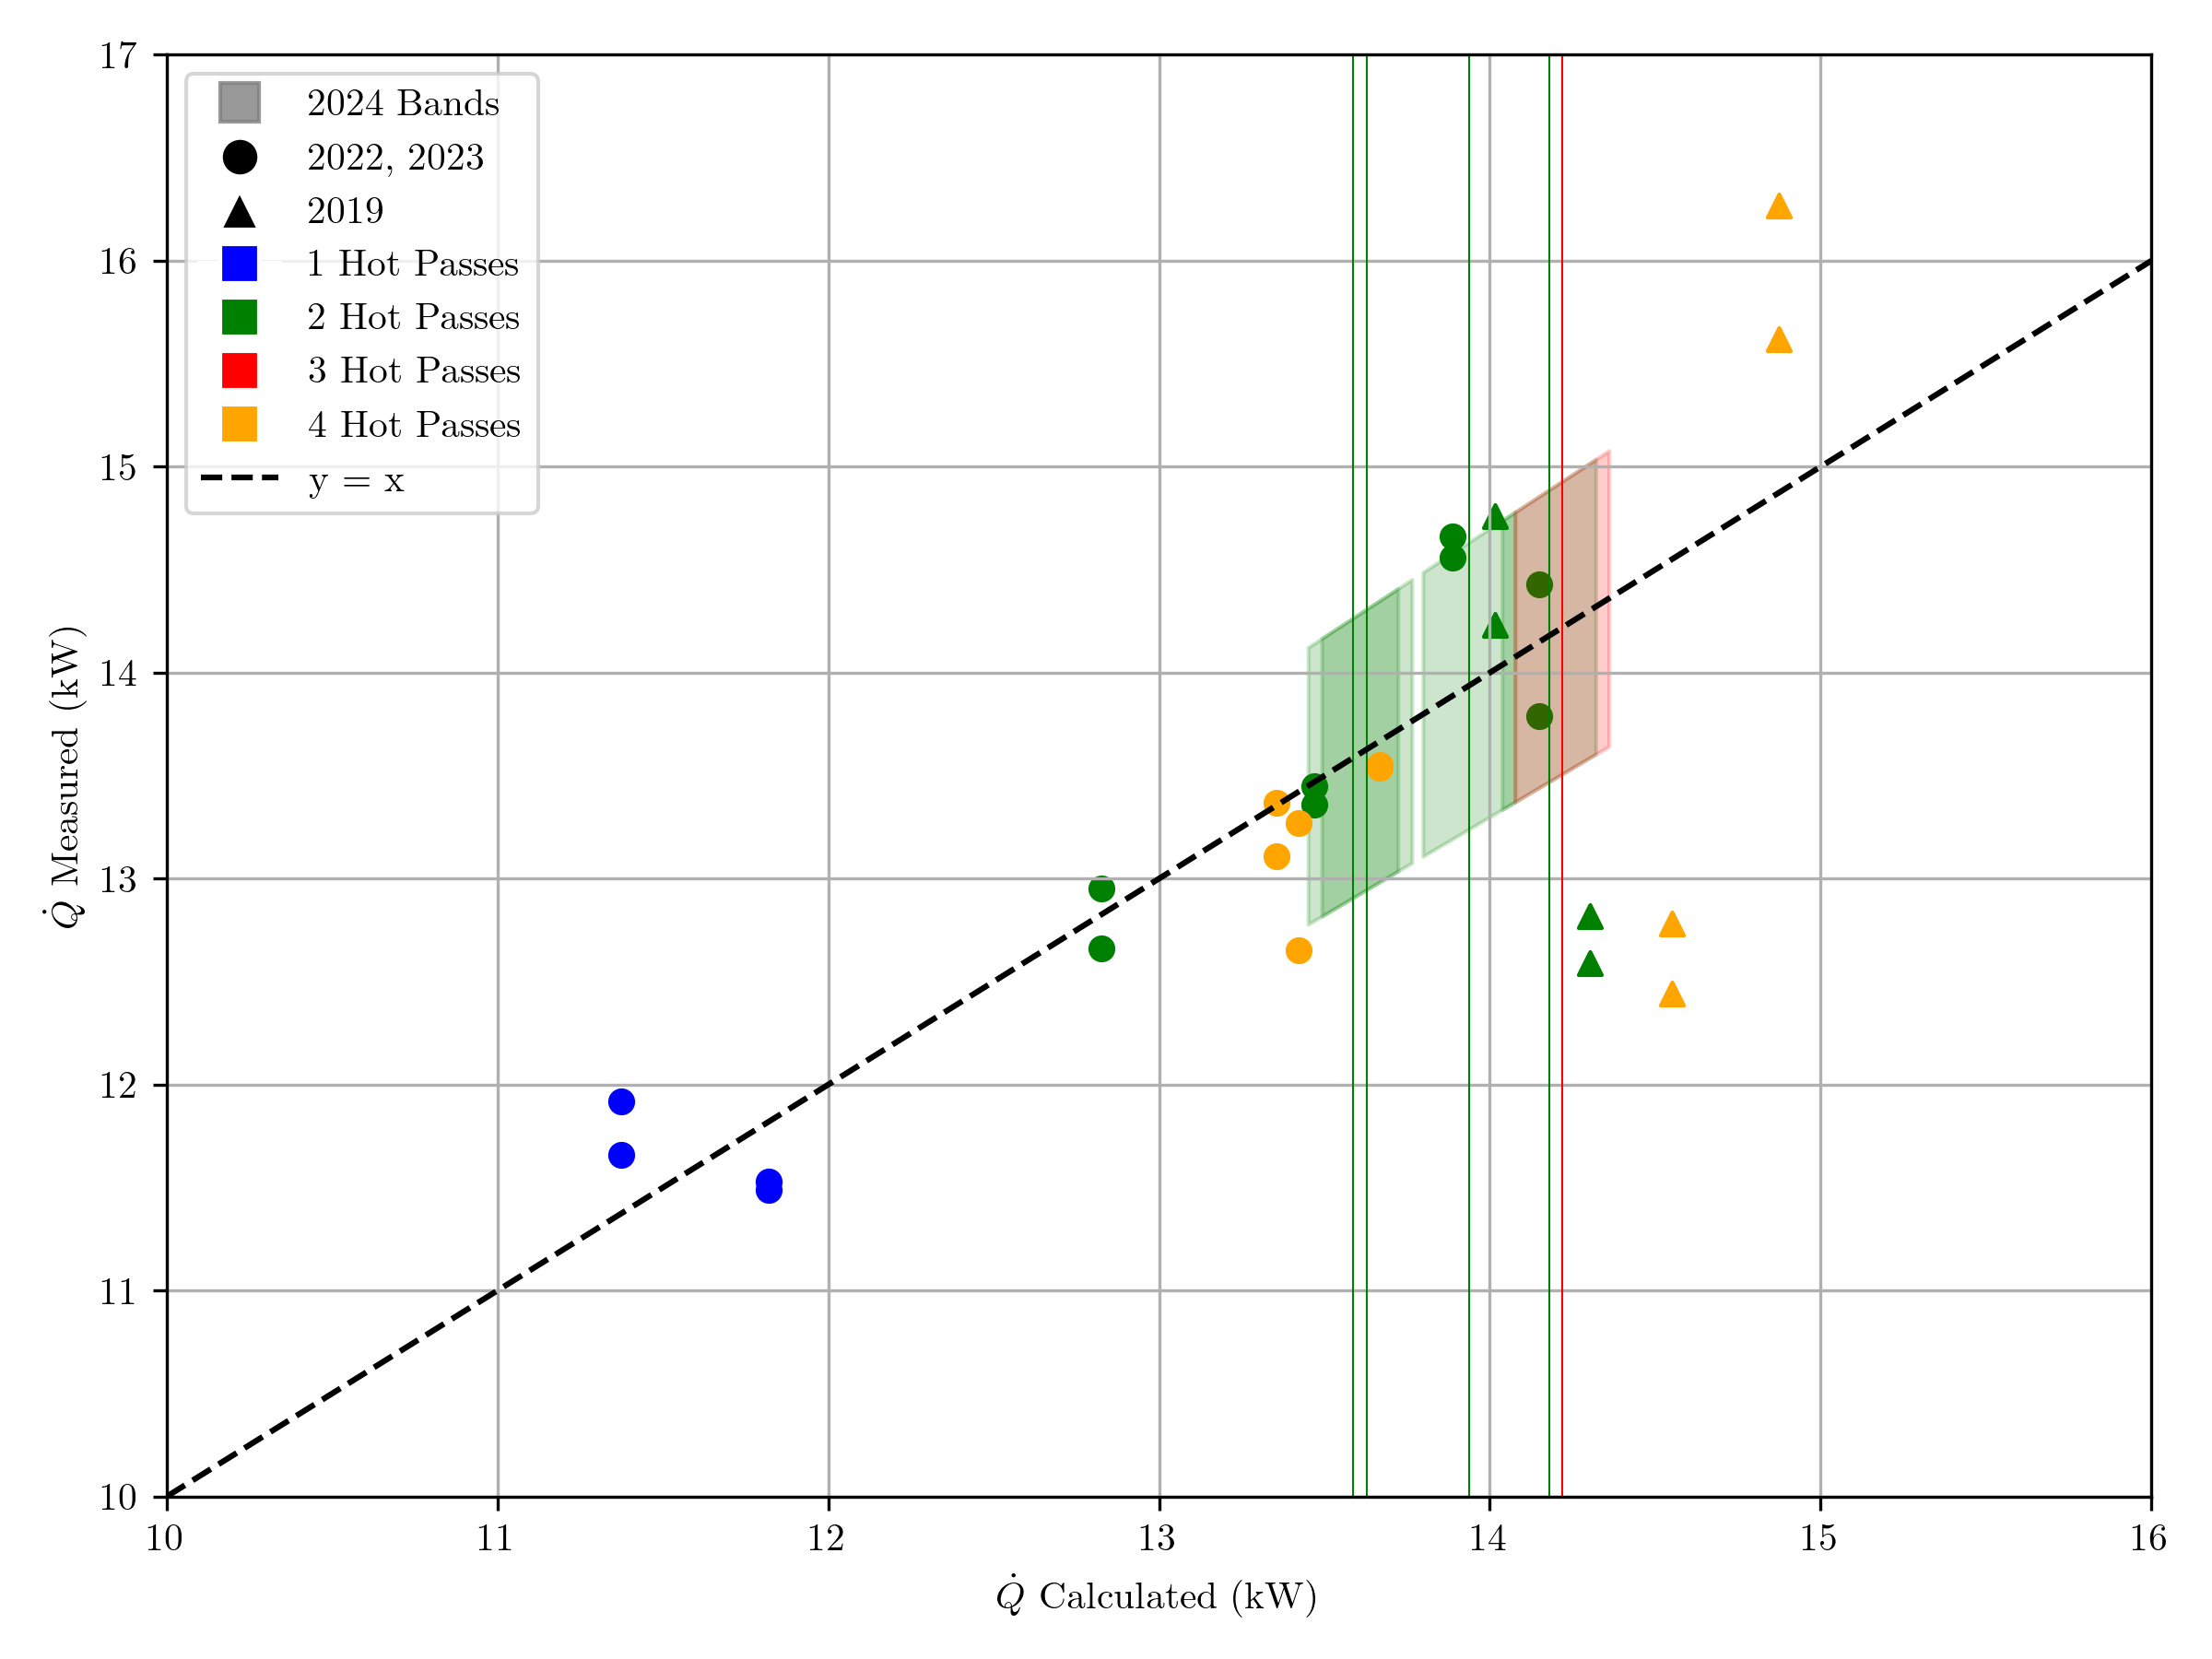 2024 Bands
2022, 2023
2019
1 Hot Passes
2 Hot Passes
3 Hot Passes
4 Hot Passes
y = x
17
16
15
14
13
12
11
10
Q̇ Measured (kW)
10 11 12 13 14 15 16
Q̇ Calculated (kW)